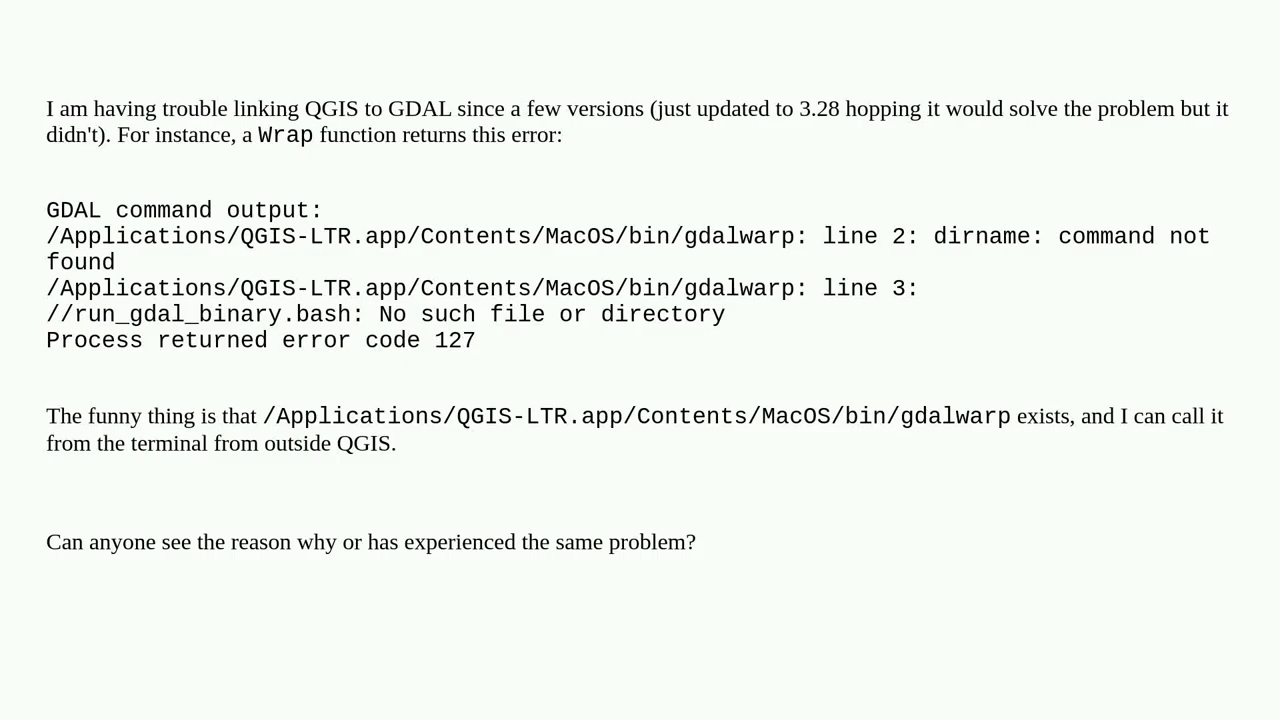 I am having trouble linking QGIS to GDAL since a few versions (just updated to 3.28 hopping it would solve the problem but it
didn't). For instance, a Wrap function returns this error:
GDAL command output:
/Applications/QGIS-LTR.app/Contents/MacOS/bin/gdalwarp: line 2: dirname: command not
found
/Applications/QGIS-LTR.app/Contents/MacOS/bin/gdalwarp: line 3:
//run_gdal_binary.bash: No such file or directory
Process returned error code 127
The funny thing is that /Applications/QGIS-LTR.app/Contents/MacOS/bin/gdalwarp exists, and I can call it
from the terminal from outside QGIS.
Can anyone see the reason why or has experienced the same problem?